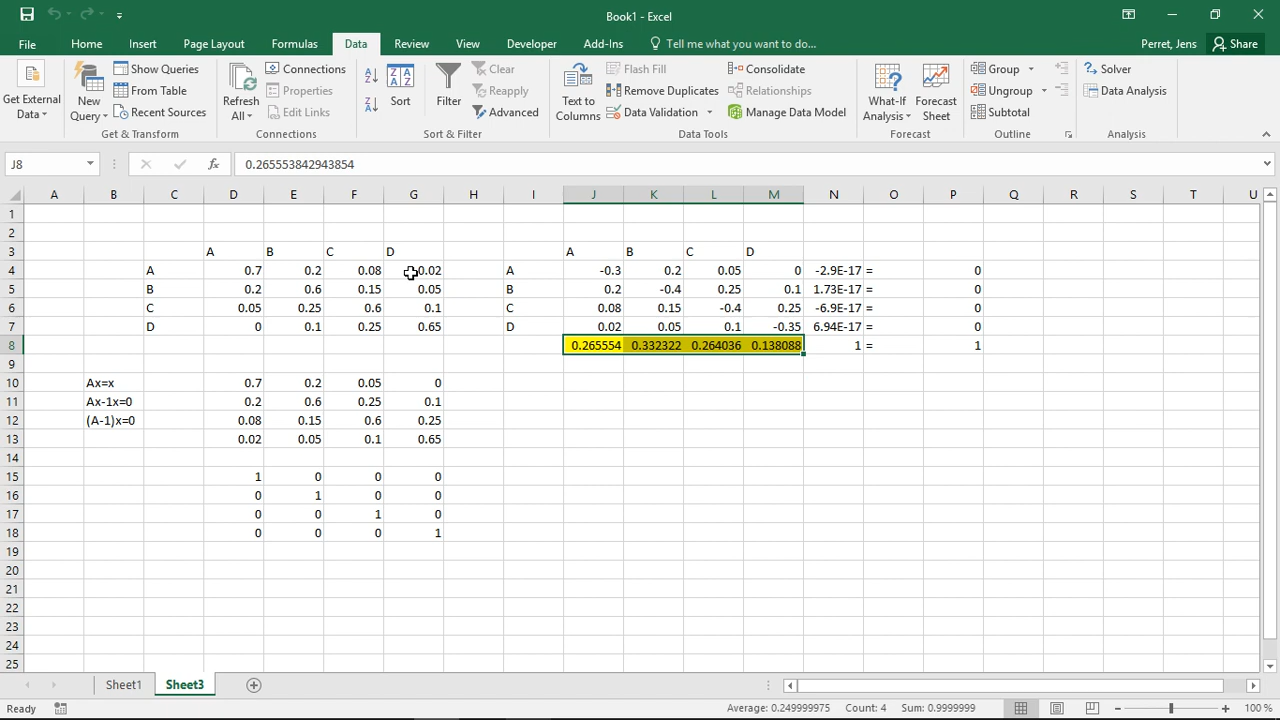 Book1 - Excel
File Home Insert Page Layout Formulas Data Review View Developer Add-Ins Tell me what you want to do... Perret, Jens Share
Get External Data
New Query
Show Queries
From Table
Recent Sources
Get & Transform
Refresh All
Connections
Properties
Edit Links
Connections
Sort
Filter
Clear
Reapply
Advanced
Sort & Filter
Text to Columns
Flash Fill
Remove Duplicates
Data Validation
Consolidate
Relationships
Manage Data Model
Data Tools
What-If Analysis
Forecast Sheet
Forecast
Group
Ungroup
Subtotal
Outline
Solver
Data Analysis
Analysis
J8 fx 0.265553842943854
A B C D E F G H I J K L M N O P Q R S T U
1
2
3 A B C D A B C D
4 A 0.7 0.2 0.08 0.02 A -0.3 0.2 0.05 0 -2.9E-17 = 0
5 B 0.2 0.6 0.15 0.05 B 0.2 -0.4 0.25 0.1 1.73E-17 = 0
6 C 0.05 0.25 0.6 0.1 C 0.08 0.15 -0.4 0.25 -6.9E-17 = 0
7 D 0 0.1 0.25 0.65 D 0.02 0.05 0.1 -0.35 6.94E-17 = 0
8 0.265554 0.332322 0.264036 0.138088 1 = 1
9
10 Ax=x 0.7 0.2 0.05 0
11 Ax-1x=0 0.2 0.6 0.25 0.1
12 (A-1)x=0 0.08 0.15 0.6 0.25
13 0.02 0.05 0.1 0.65
14
15 1 0 0 0
16 0 1 0 0
17 0 0 1 0
18 0 0 0 1
19
20
21
22
23
24
25
Sheet1 Sheet3
Ready Average: 0.249999975 Count: 4 Sum: 0.9999999 100 %